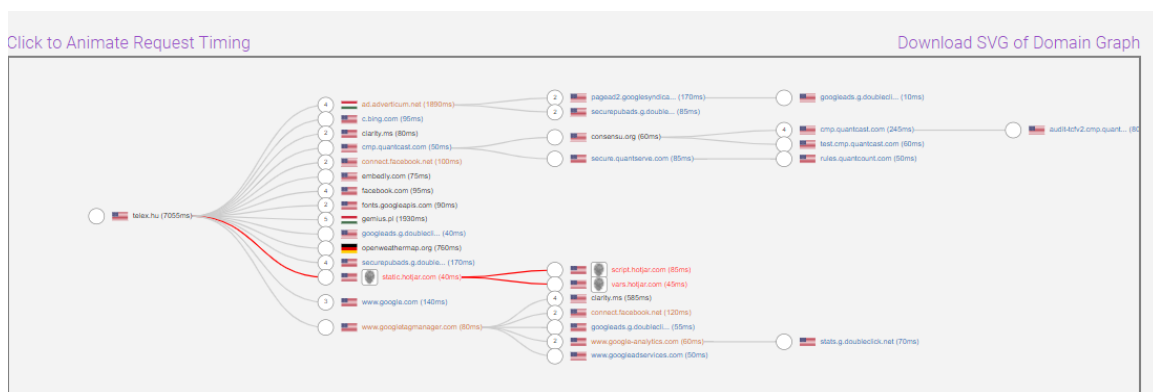 Click to Animate Request Timing
Download SVG of Domain Graph
4 ad.adverticum.net (1890ms)
2 pagead2.googlesyndica... (170ms)
googleads.g.doublecli... (10ms)
c.bing.com (95ms)
2 securepubads.g.double... (85ms)
2 clarity.ms (80ms)
consensu.org (60ms)
4 cmp.quantcast.com (245ms)
audit-tcfv2.cmp.quant... (80
cmp.quantcast.com (50ms)
test.cmp.quantcast.com (60ms)
2 connect.facebook.net (100ms)
secure.quantserve.com (85ms)
rules.quantcount.com (50ms)
embedly.com (75ms)
4 facebook.com (95ms)
2 fonts.googleapis.com (90ms)
telex.hu (7055ms)
5 gemius.pl (1930ms)
googleads.g.doublecli... (40ms)
openweathermap.org (760ms)
4 securepubads.g.double... (170ms)
script.hotjar.com (85ms)
static.hotjar.com (40ms)
vars.hotjar.com (45ms)
3 www.google.com (140ms)
4 clarity.ms (585ms)
2 connect.facebook.net (120ms)
www.googletagmanager.com (80ms)
googleads.g.doublecli... (55ms)
2 www.google-analytics.com (60ms)
stats.g.doubleclick.net (70ms)
www.googleadservices.com (50ms)